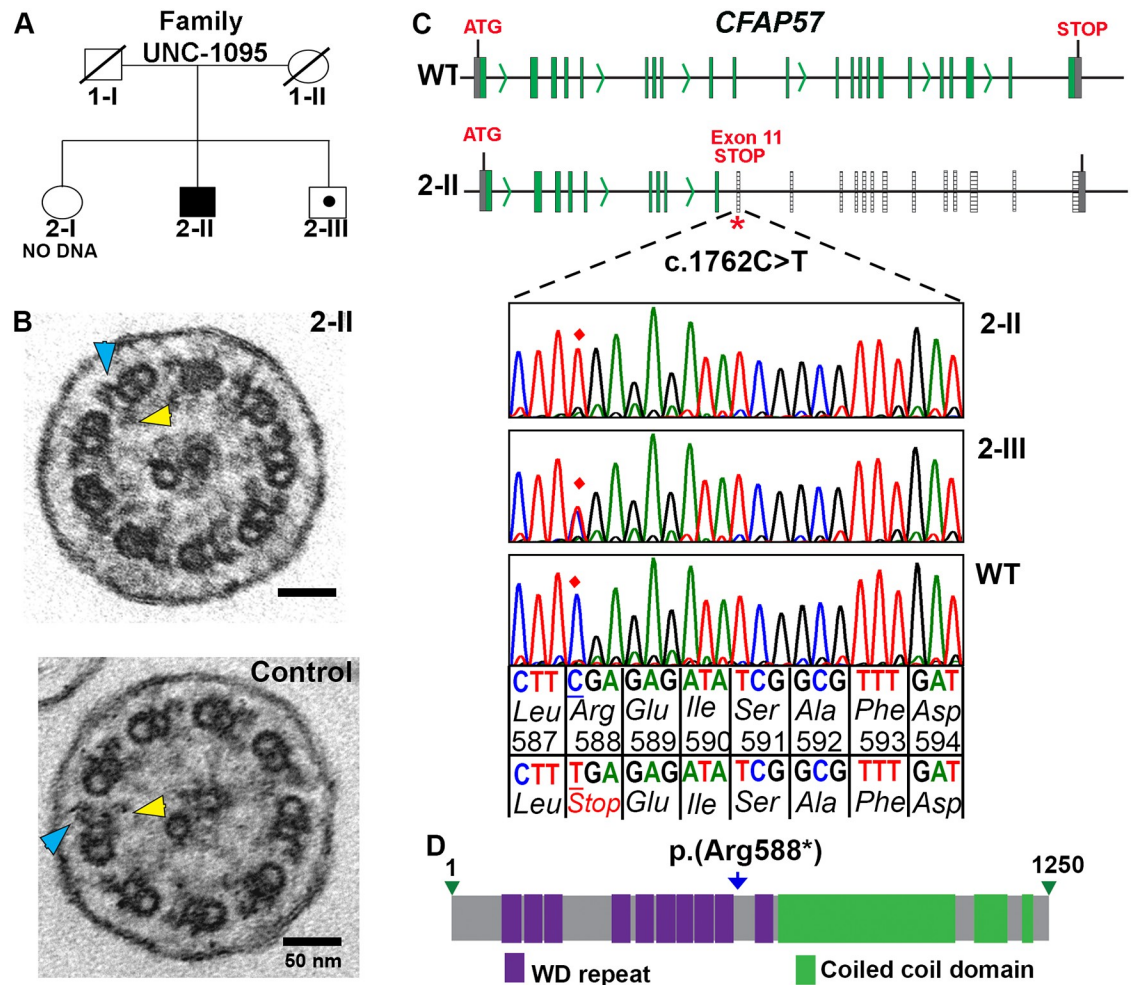 A
Family
UNC-1095
1-I
1-II
2-I
2-II
2-III
NO DNA
B
2-II
Control
50 nm
C
CFAP57
ATG
STOP
WT
ATG
Exon 11
STOP
2-II
*
c.1762C>T
2-II
2-III
WT
CTT CGA GAG ATA TCG GCG TTT GAT
Leu Arg Glu Ile Ser Ala Phe Asp
587 588 589 590 591 592 593 594
CTT TGA GAG ATA TCG GCG TTT GAT
Leu Stop Glu Ile Ser Ala Phe Asp
D
p.(Arg588*)
1
1250
WD repeat
Coiled coil domain